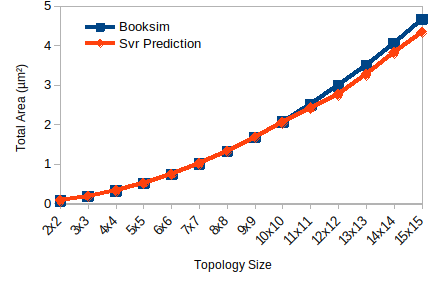 5
4
3
2
1
0
Total Area (µm²)
Booksim
Svr Prediction
2x2
3x3
4x4
5x5
6x6
7x7
8x8
9x9
10x10
11x11
12x12
13x13
14x14
15x15
Topology Size